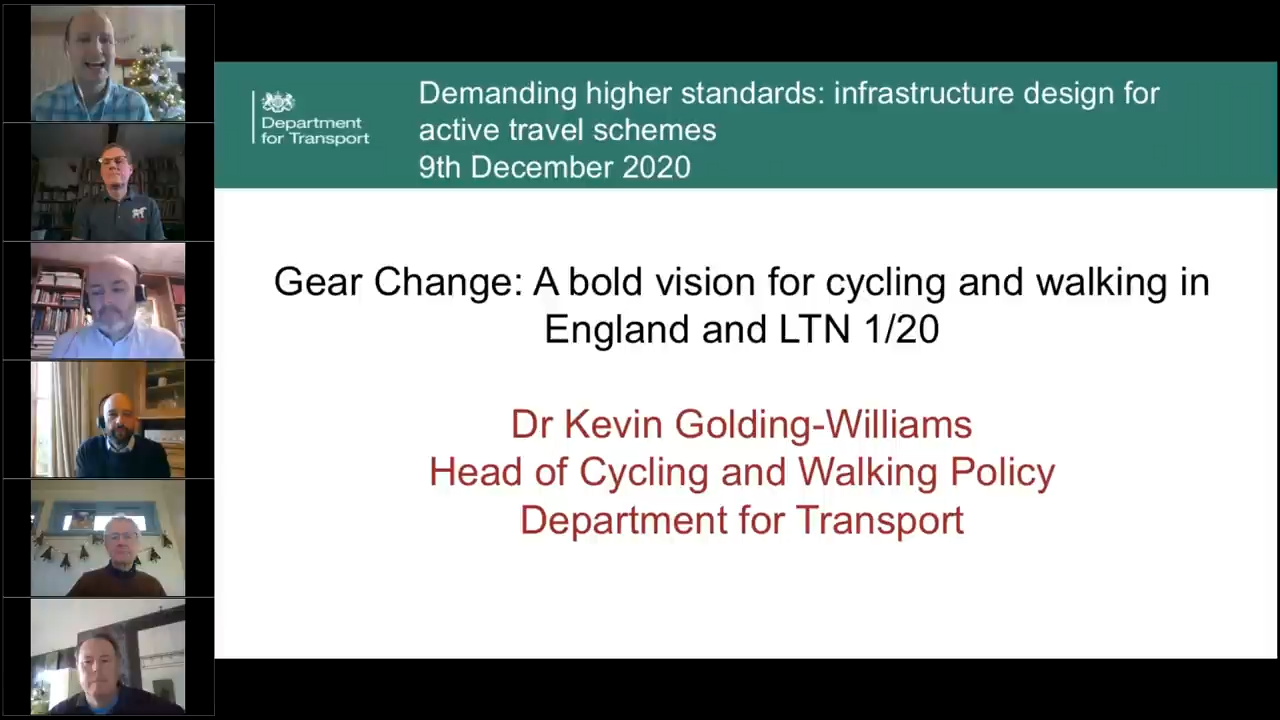 Department
for Transport
Demanding higher standards: infrastructure design for
active travel schemes
9th December 2020
Gear Change: A bold vision for cycling and walking in
England and LTN 1/20
Dr Kevin Golding-Williams
Head of Cycling and Walking Policy
Department for Transport